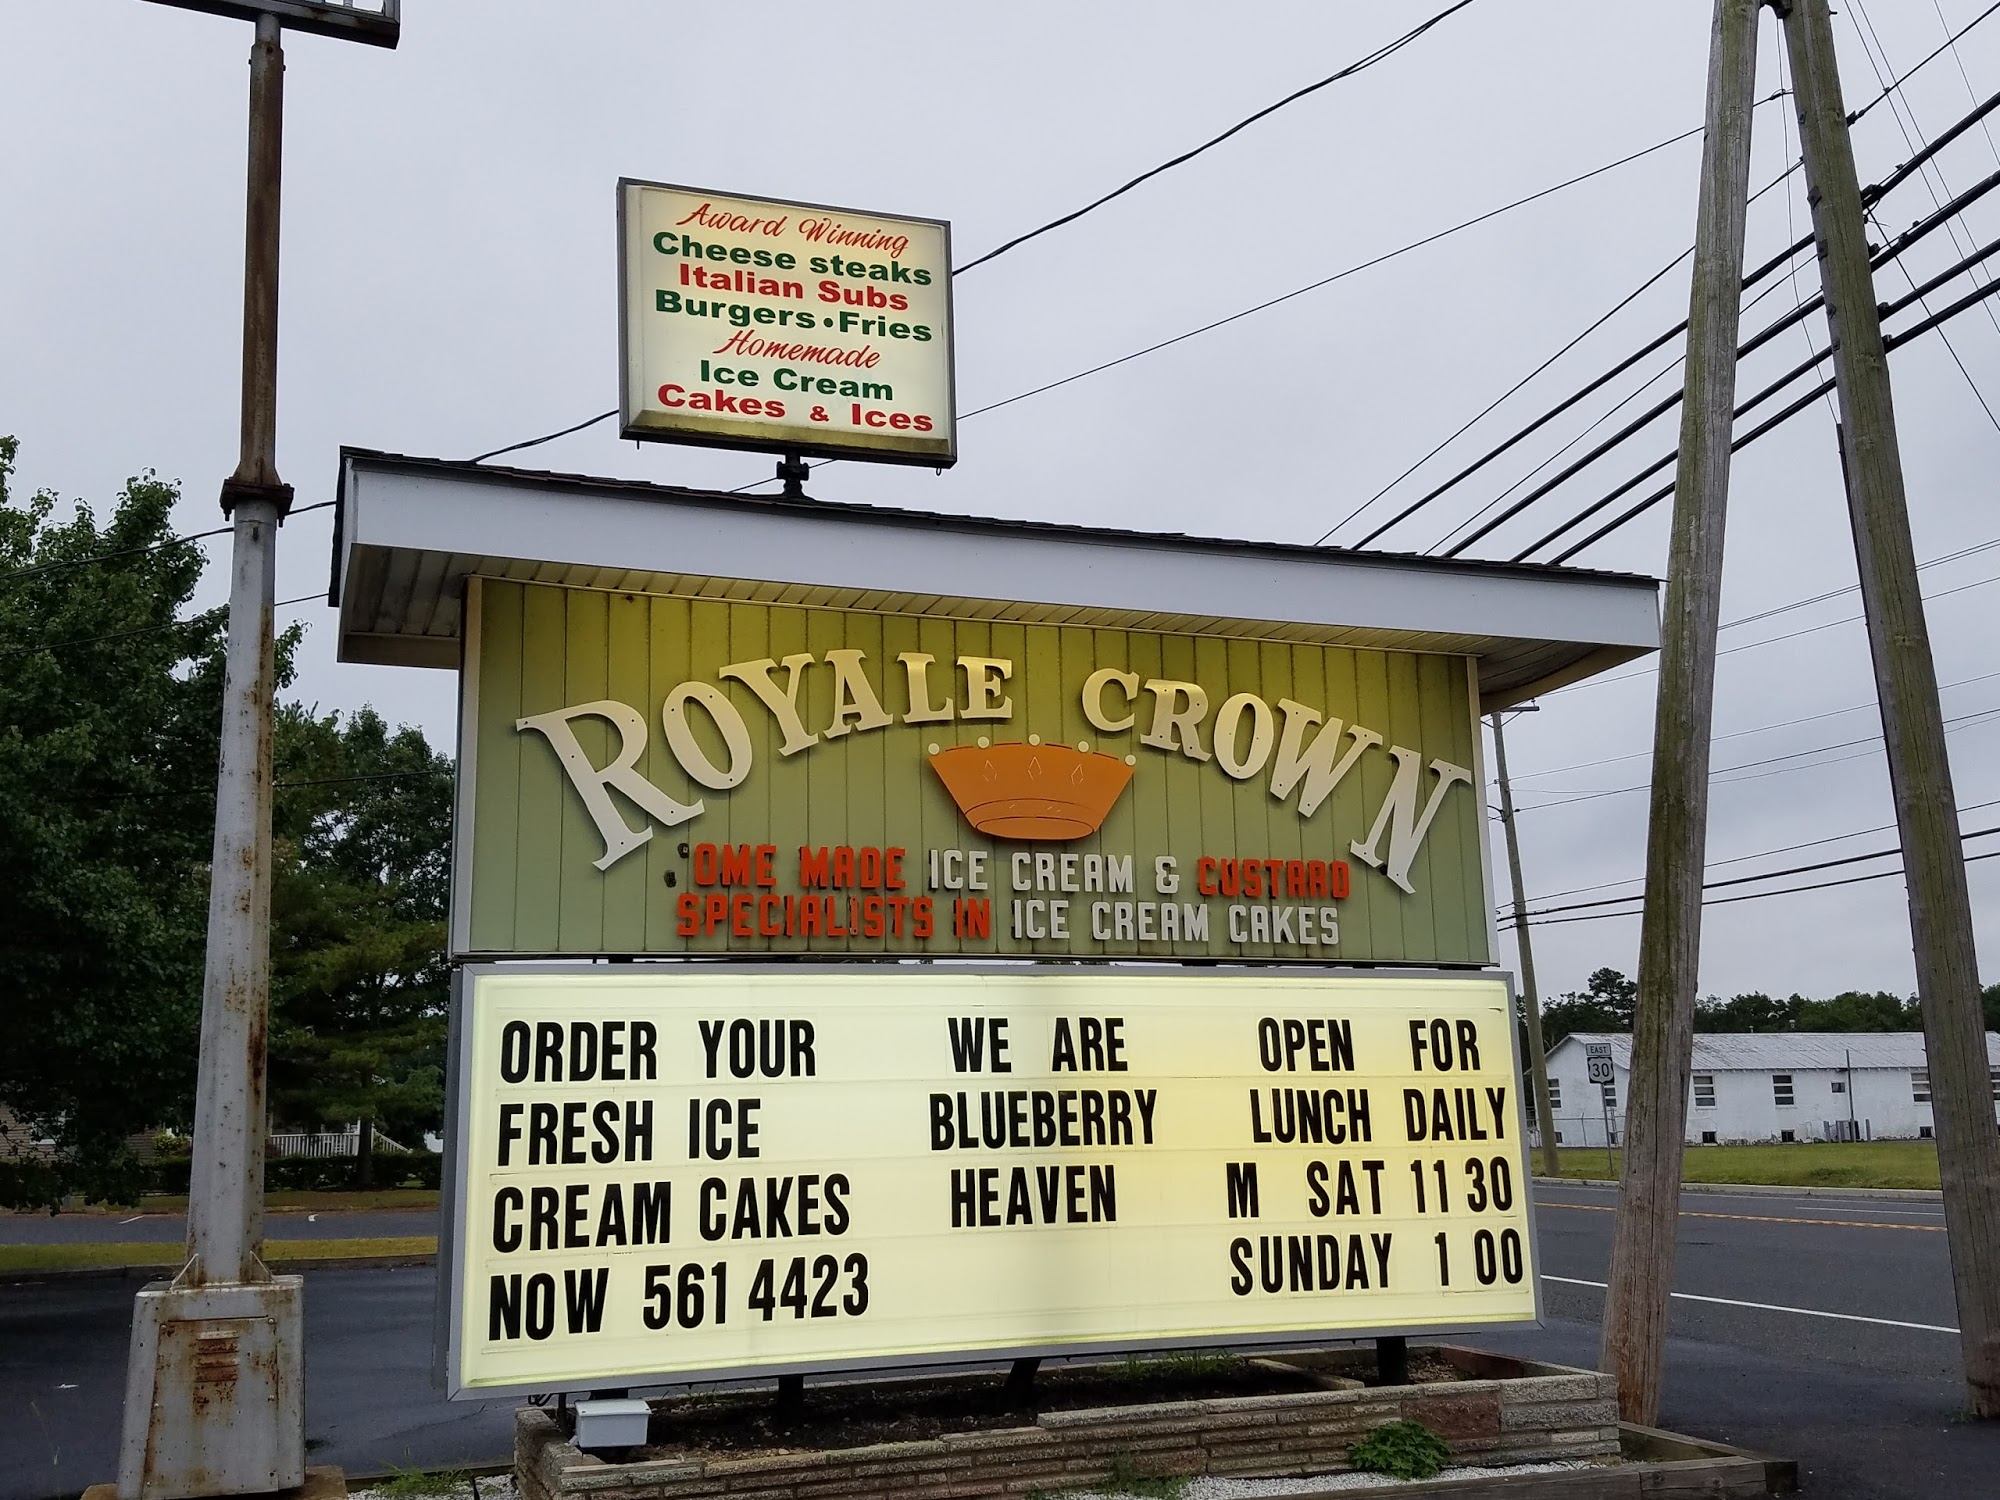 Award Winning
Cheese steaks
Italian Subs
Burgers • Fries
Homemade
Ice Cream
Cakes & Ices
ROYALE CROWN
OME MADE ICE CREAM & CUSTARD
SPECIALISTS IN ICE CREAM CAKES
ORDER YOUR
FRESH ICE
CREAM CAKES
NOW 561 4423
WE ARE
BLUEBERRY
HEAVEN
OPEN FOR
LUNCH DAILY
M SAT 11 30
SUNDAY 1 00
EAST
30